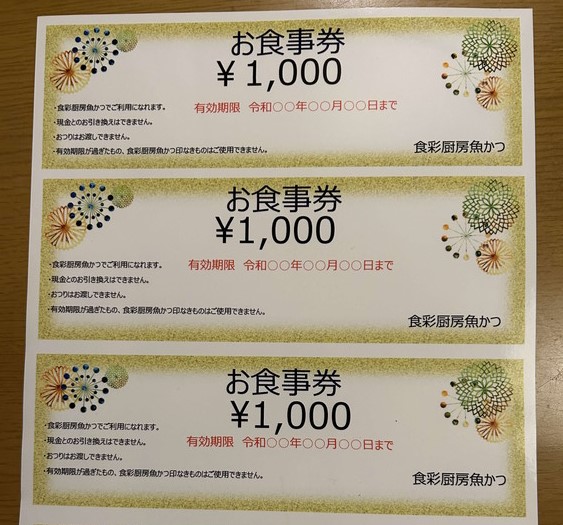 お食事券
¥1,000
有効期限 令和○○年○○月○○日まで
・食彩厨房魚かつでご利用になれます。
・現金とのお引き換えはできません。
・おつりはお渡しできません。
・有効期限が過ぎたもの、食彩厨房魚かつ印なきものはご使用できません。
食彩厨房魚かつ
お食事券
¥1,000
有効期限 令和○○年○○月○○日まで
・食彩厨房魚かつでご利用になれます。
・現金とのお引き換えはできません。
・おつりはお渡しできません。
・有効期限が過ぎたもの、食彩厨房魚かつ印なきものはご使用できません。
食彩厨房魚かつ
お食事券
¥1,000
有効期限 令和○○年○○月○○日まで
・食彩厨房魚かつでご利用になれます。
・現金とのお引き換えはできません。
・おつりはお渡しできません。
・有効期限が過ぎたもの、食彩厨房魚かつ印なきものはご使用できません。
食彩厨房魚かつ